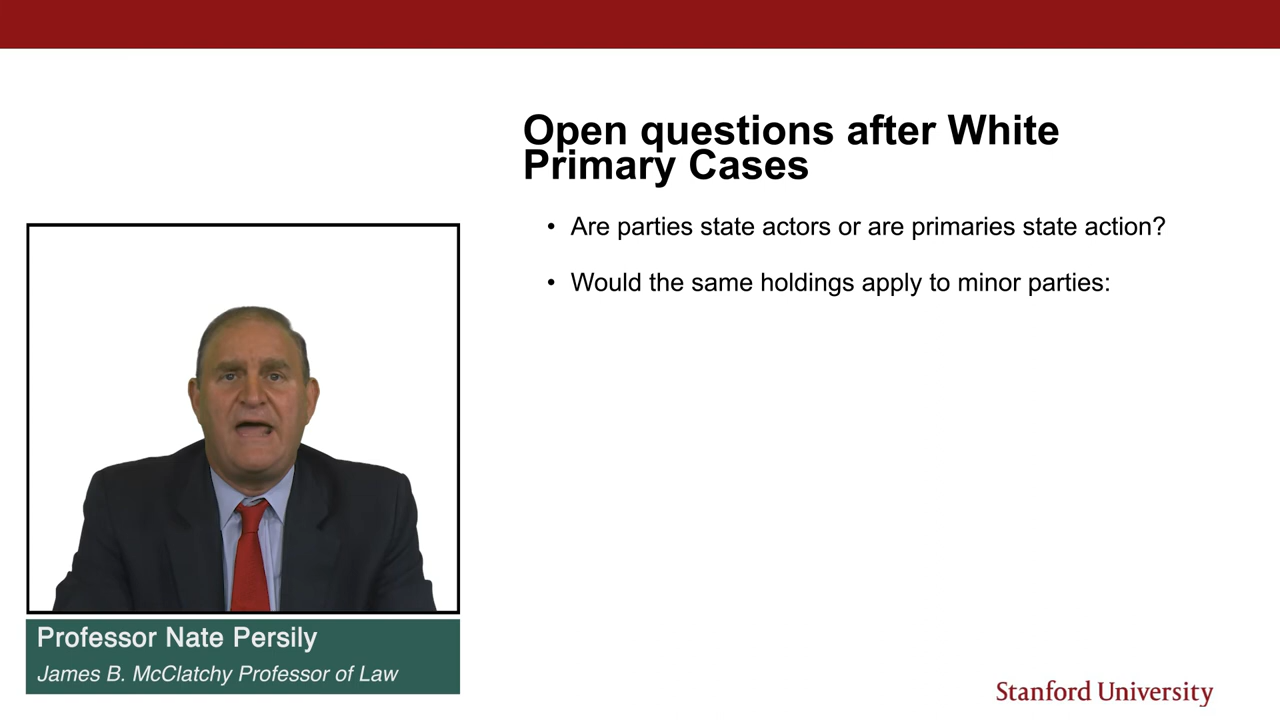 Open questions after White
Primary Cases
• Are parties state actors or are primaries state action?
• Would the same holdings apply to minor parties:
Professor Nate Persily
James B. McClatchy Professor of Law
Stanford University